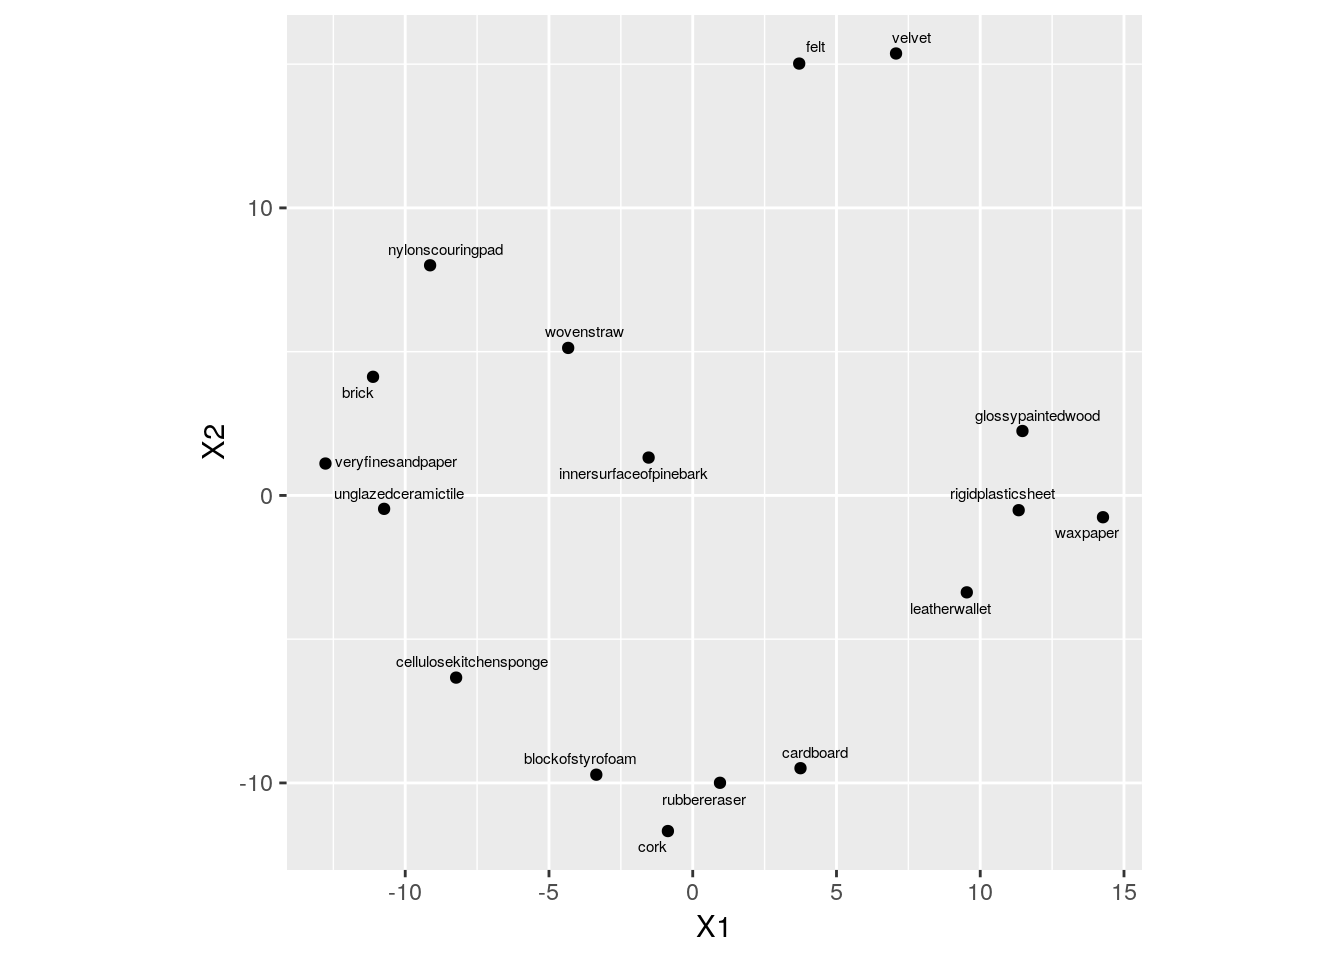 velvet
felt
10
nylonscouringpad
wovenstraw
brick
glossypaintedwood
X2
veryfinesandpaper
innersurfaceofpinebark
0
unglazedceramictile
rigidplasticsheet
waxpaper
leatherwallet
cellulosekitchensponge
cardboard
blockofstyrofoam
-10
rubbereraser
cork
-10 -5 0 5 10 15
X1